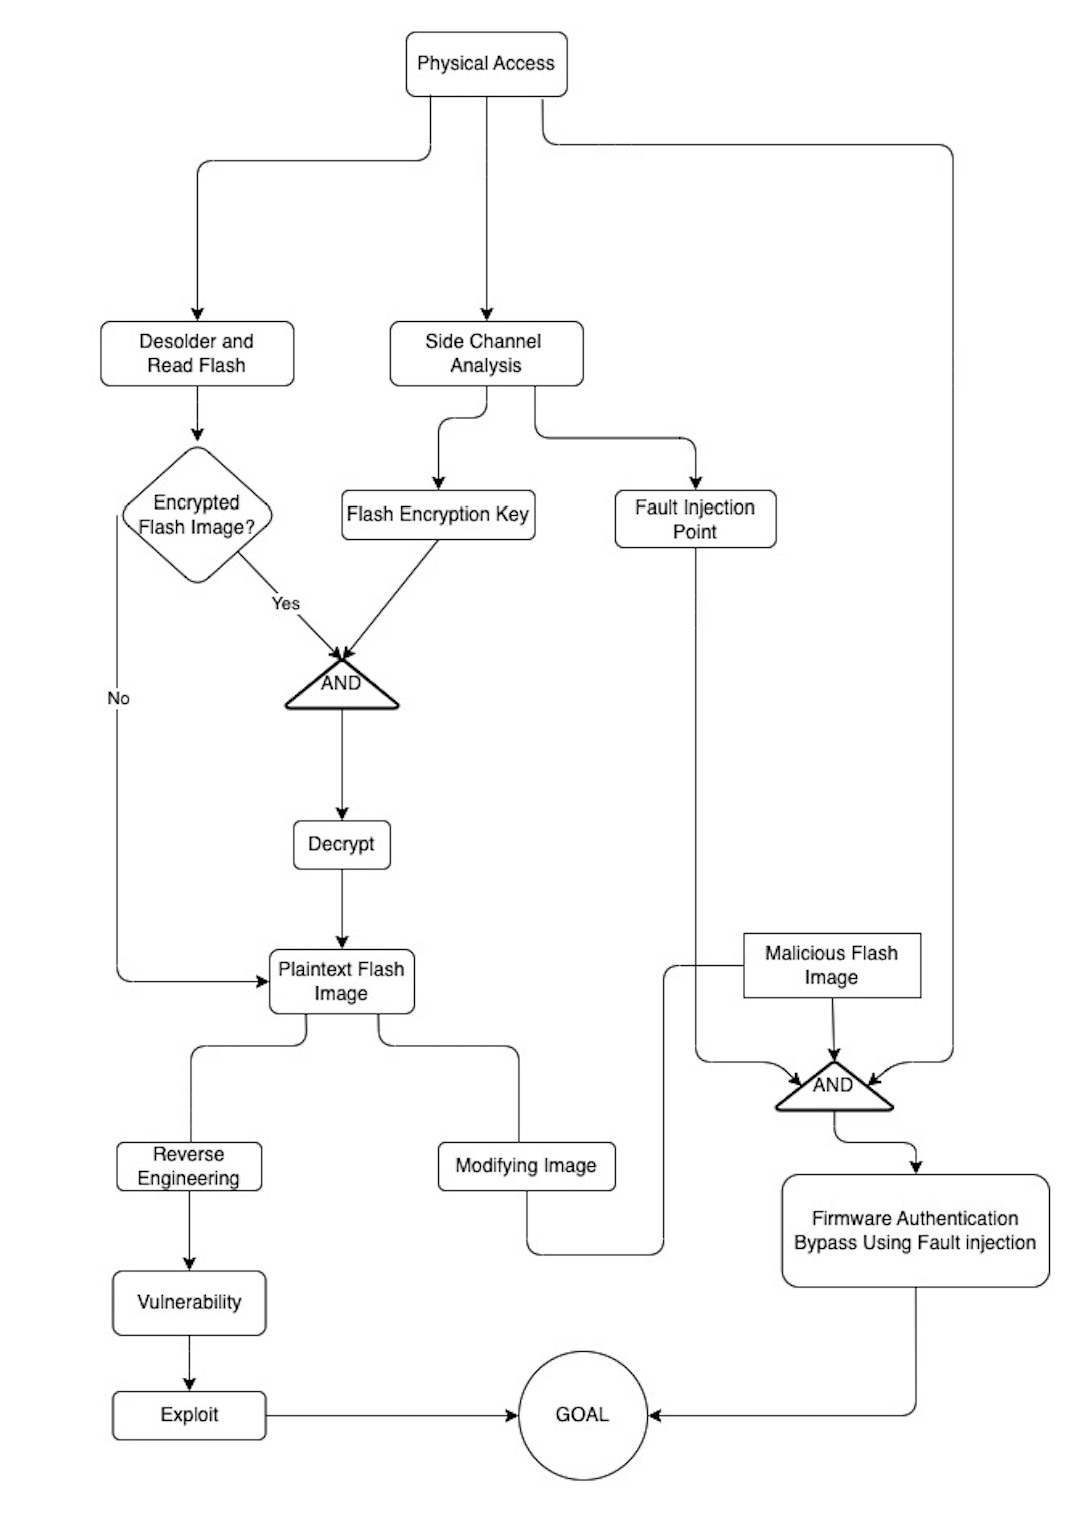 Physical Access
Desolder and
Read Flash
Side Channel
Analysis
Encrypted
Flash Image?
Flash Encryption Key
Fault Injection
Point
Yes
AND
No
Decrypt
Plaintext Flash
Image
Malicious Flash
Image
AND
Reverse
Engineering
Modifying Image
Firmware Authentication
Bypass Using Fault injection
Vulnerability
Exploit
GOAL